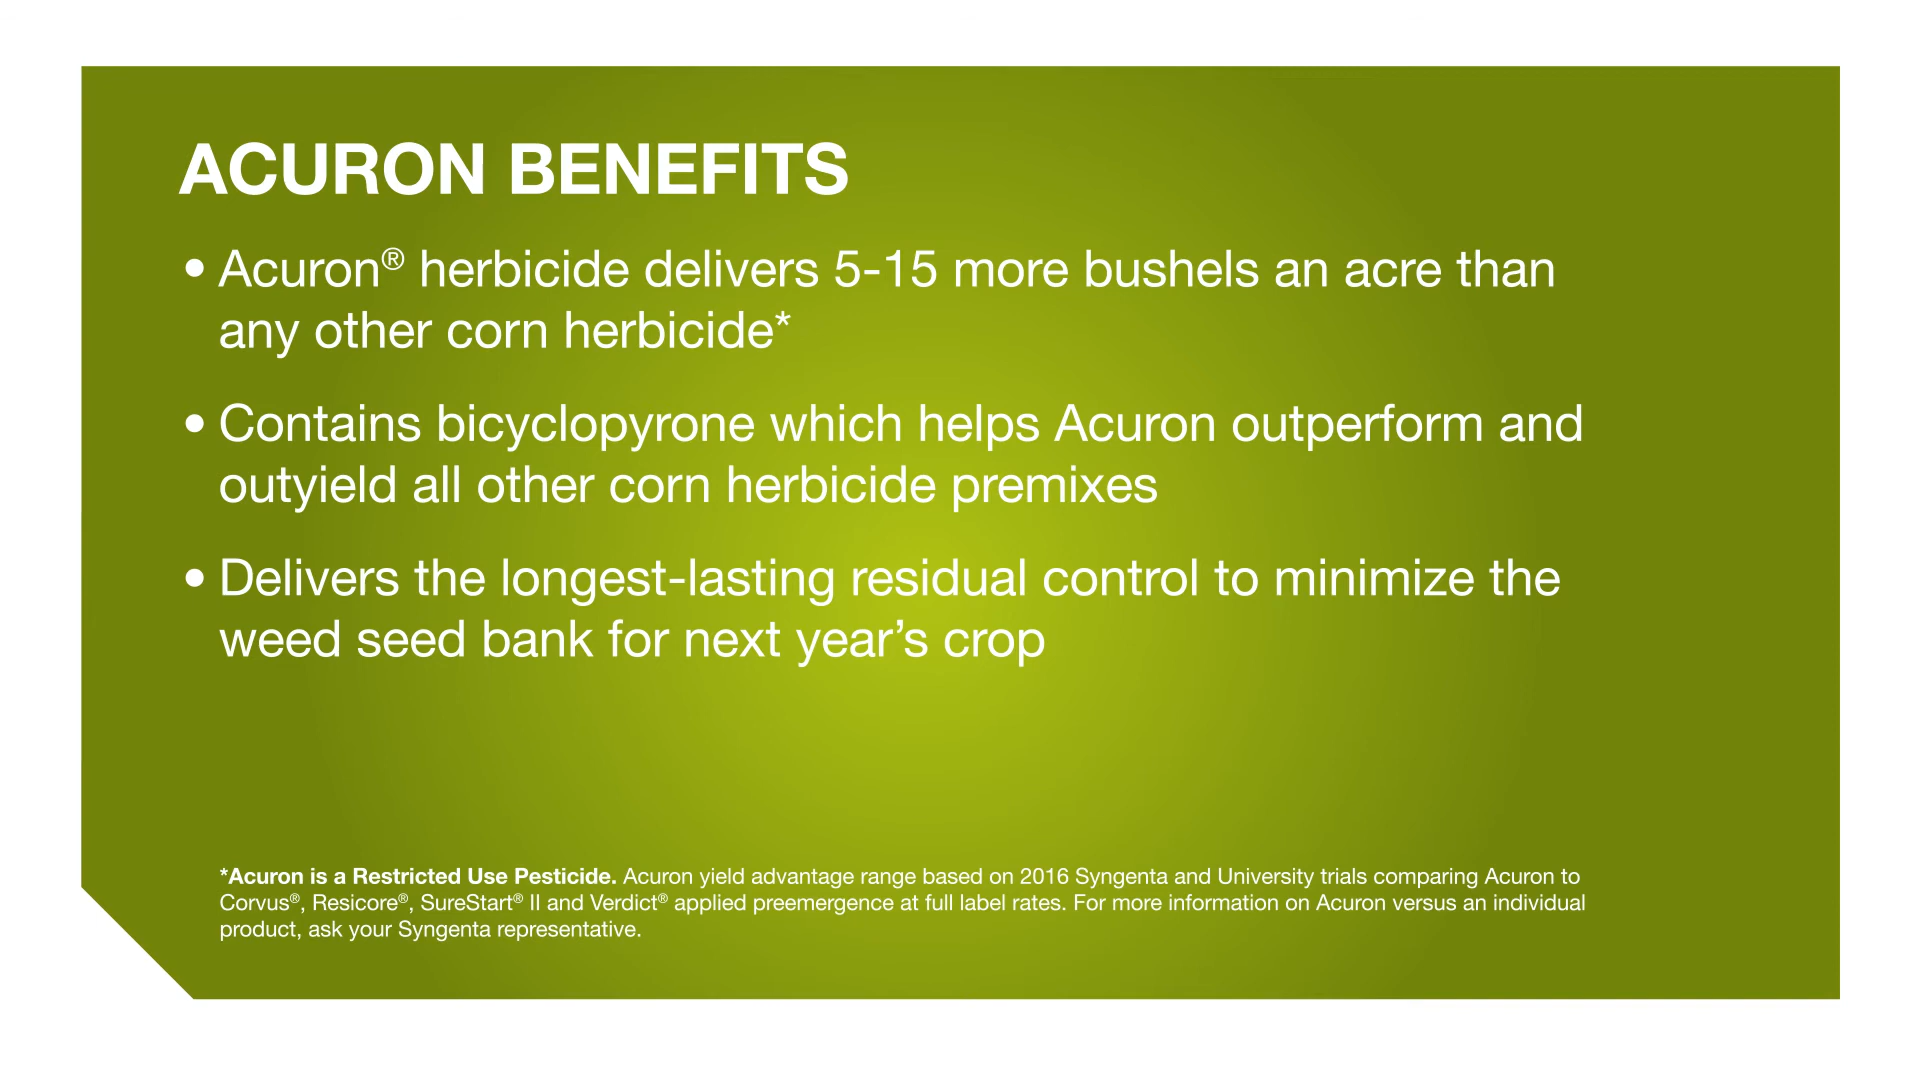 ACURON BENEFITS
• Acuron® herbicide delivers 5-15 more bushels an acre than
any other corn herbicide*
• Contains bicyclopyrone which helps Acuron outperform and
outyield all other corn herbicide premixes
• Delivers the longest-lasting residual control to minimize the
weed seed bank for next year’s crop
*Acuron is a Restricted Use Pesticide. Acuron yield advantage range based on 2016 Syngenta and University trials comparing Acuron to
Corvus®, Resicore®, SureStart® II and Verdict® applied preemergence at full label rates. For more information on Acuron versus an individual
product, ask your Syngenta representative.